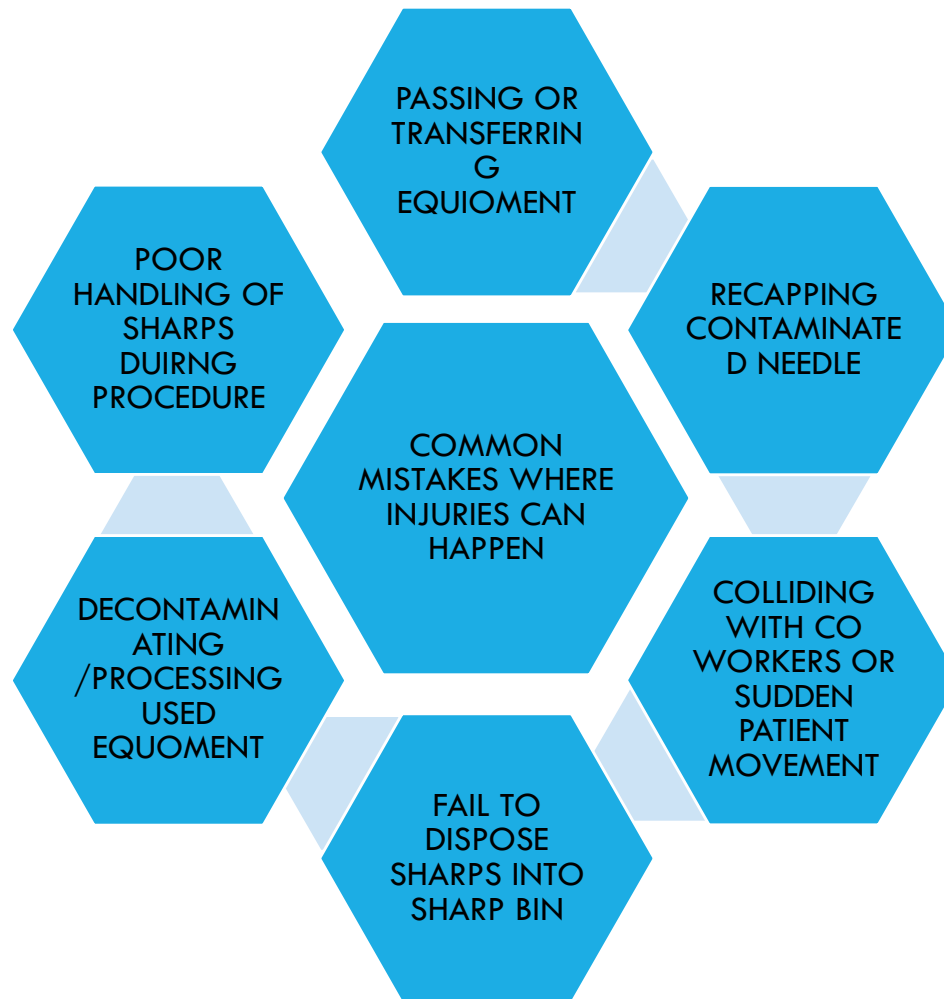 PASSING OR
TRANSFERRIN
G
EQUIOMENT
RECAPPING
CONTAMINATE
D NEEDLE
COLLIDING
WITH CO
WORKERS OR
SUDDEN
PATIENT
MOVEMENT
FAIL TO
DISPOSE
SHARPS INTO
SHARP BIN
DECONTAMIN
ATING
/PROCESSING
USED
EQUOMENT
POOR
HANDLING OF
SHARPS
DUIRNG
PROCEDURE
COMMON
MISTAKES WHERE
INJURIES CAN
HAPPEN